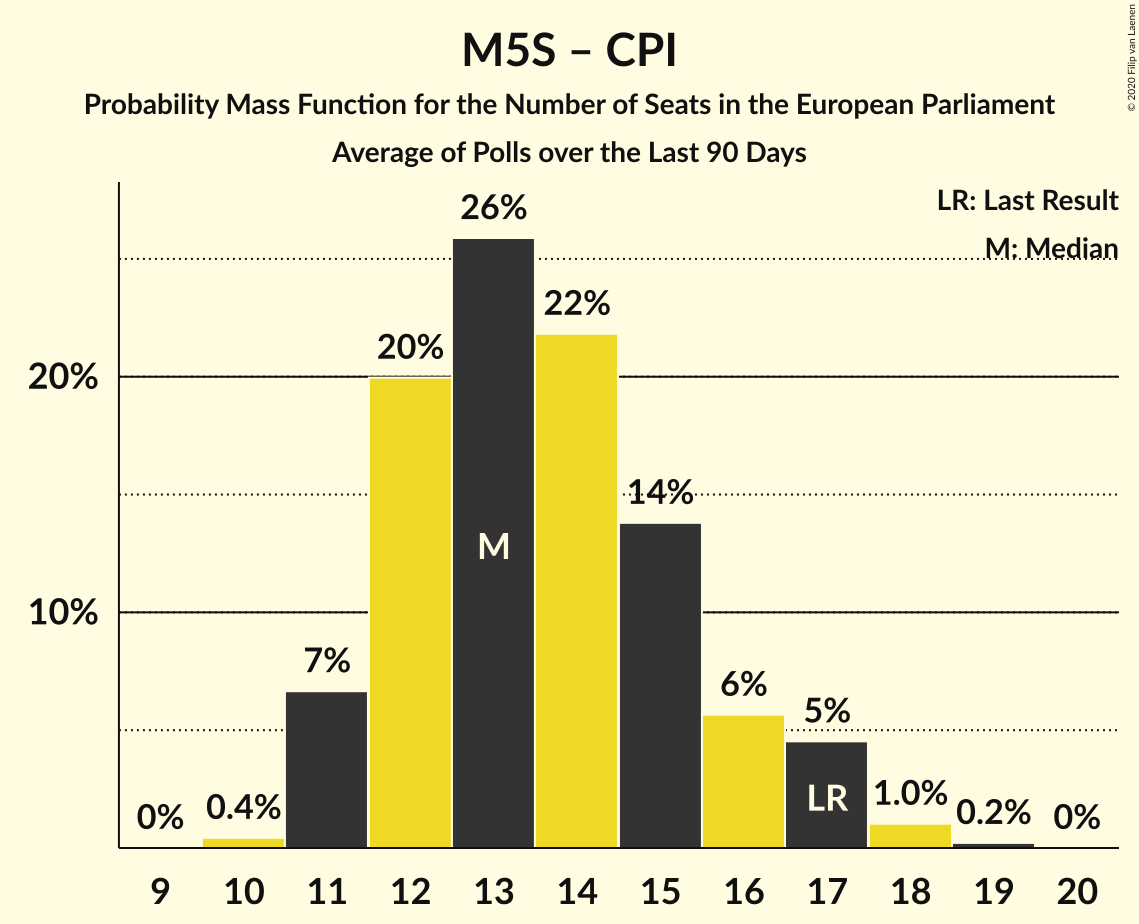 M5S – CPI
Probability Mass Function for the Number of Seats in the European Parliament
Average of Polls over the Last 90 Days
© 2020 Filip van Laenen
LR: Last Result
M: Median
20%
10%
0%
0.4%
7%
20%
26%
22%
14%
6%
5%
1.0%
0.2%
0%
M
LR
9 10 11 12 13 14 15 16 17 18 19 20